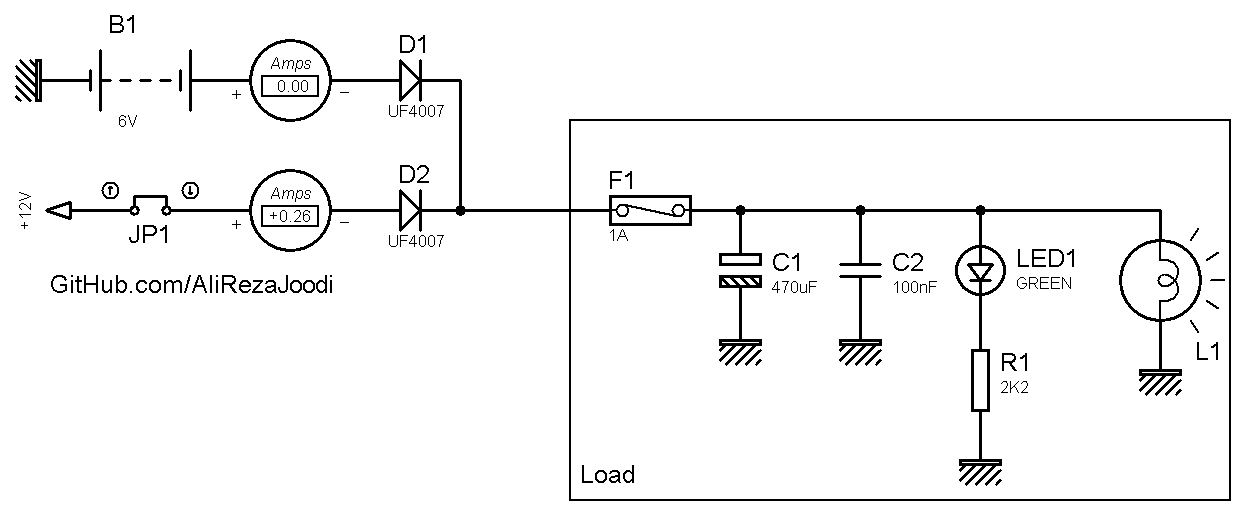 B1
6V
+
Amps
0.00
−
D1
UF4007
+12V
JP1
+
Amps
+0.26
−
D2
UF4007
GitHub.com/AliRezaJoodi
F1
1A
C1
470uF
C2
100nF
LED1
GREEN
R1
2K2
L1
Load